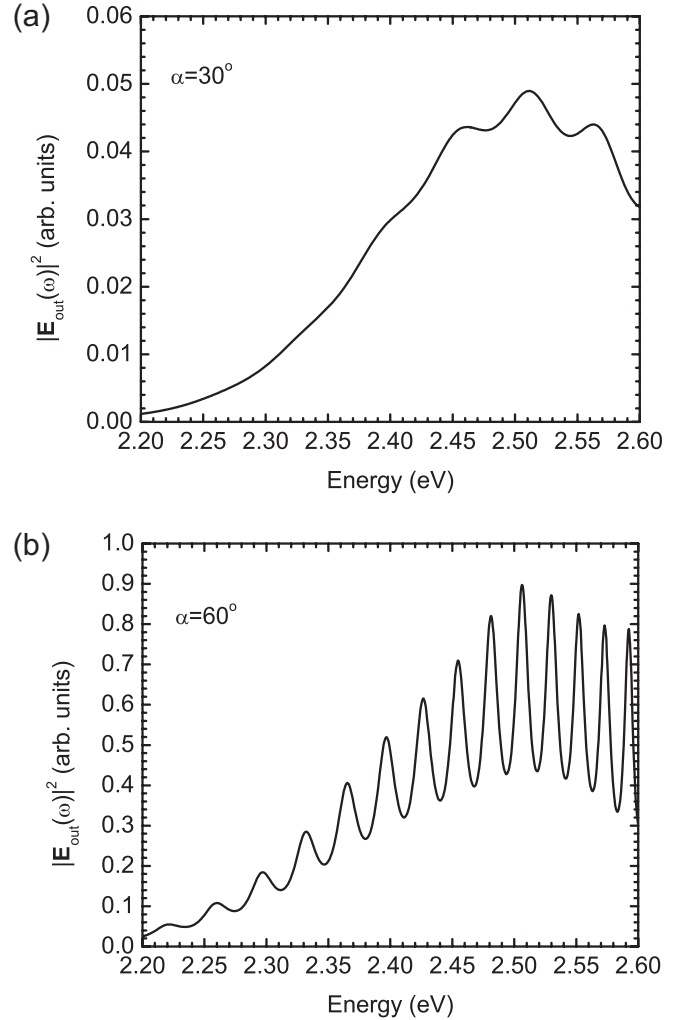 (a)
0.06
0.05
0.04
0.03
0.02
0.01
0.00
α=30°
|E_out(ω)|² (arb. units)
2.20 2.25 2.30 2.35 2.40 2.45 2.50 2.55 2.60
Energy (eV)
(b)
1.0
0.9
0.8
0.7
0.6
0.5
0.4
0.3
0.2
0.1
0.0
α=60°
|E_out(ω)|² (arb. units)
2.20 2.25 2.30 2.35 2.40 2.45 2.50 2.55 2.60
Energy (eV)